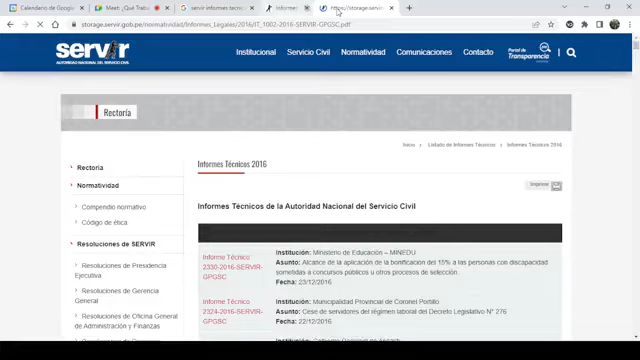 Calendario de Google
Meet: ¿Qué Trab
servir informes tecnic
Informes
https://storage.servir.
storage.servir.gob.pe/normatividad/Informes_Legales/2016/IT_1002-2016-SERVIR-GPGSC.pdf
servir
AUTORIDAD NACIONAL DEL SERVICIO CIVIL
Institucional Servicio Civil Normatividad Comunicaciones Contacto
Portal de
Transparencia
Rectoría
Inicio Listado de Informes Técnicos Informes Técnicos 2016
Rectoría
Normatividad
Compendio normativo
Código de ética
Resoluciones de SERVIR
Resoluciones de Presidencia
Ejecutiva
Resoluciones de Gerencia
General
Resoluciones de Oficina General
de Administración y Finanzas
Informes Técnicos 2016
Imprimir
Informes Técnicos de la Autoridad Nacional del Servicio Civil
Informe Técnico
2330-2016-SERVIR-
GPGSC
Institución: Ministerio de Educación – MINEDU
Asunto: Alcance de la aplicación de la bonificación del 15% a las personas con discapacidad
sometidas a concursos públicos u otros procesos de selección.
Fecha: 23/12/2016
Informe Técnico
2324-2016-SERVIR-
GPGSC
Institución: Municipalidad Provincial de Coronel Portillo
Asunto: Cese de servidores del régimen laboral del Decreto Legislativo N° 276
Fecha: 22/12/2016